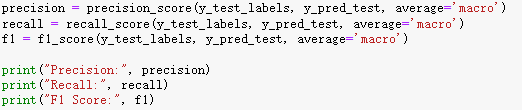 precision = precision_score(y_test_labels, y_pred_test, average='macro')
recall = recall_score(y_test_labels, y_pred_test, average='macro')
f1 = f1_score(y_test_labels, y_pred_test, average='macro')
print("Precision:", precision)
print("Recall:", recall)
print("F1 Score:", f1)